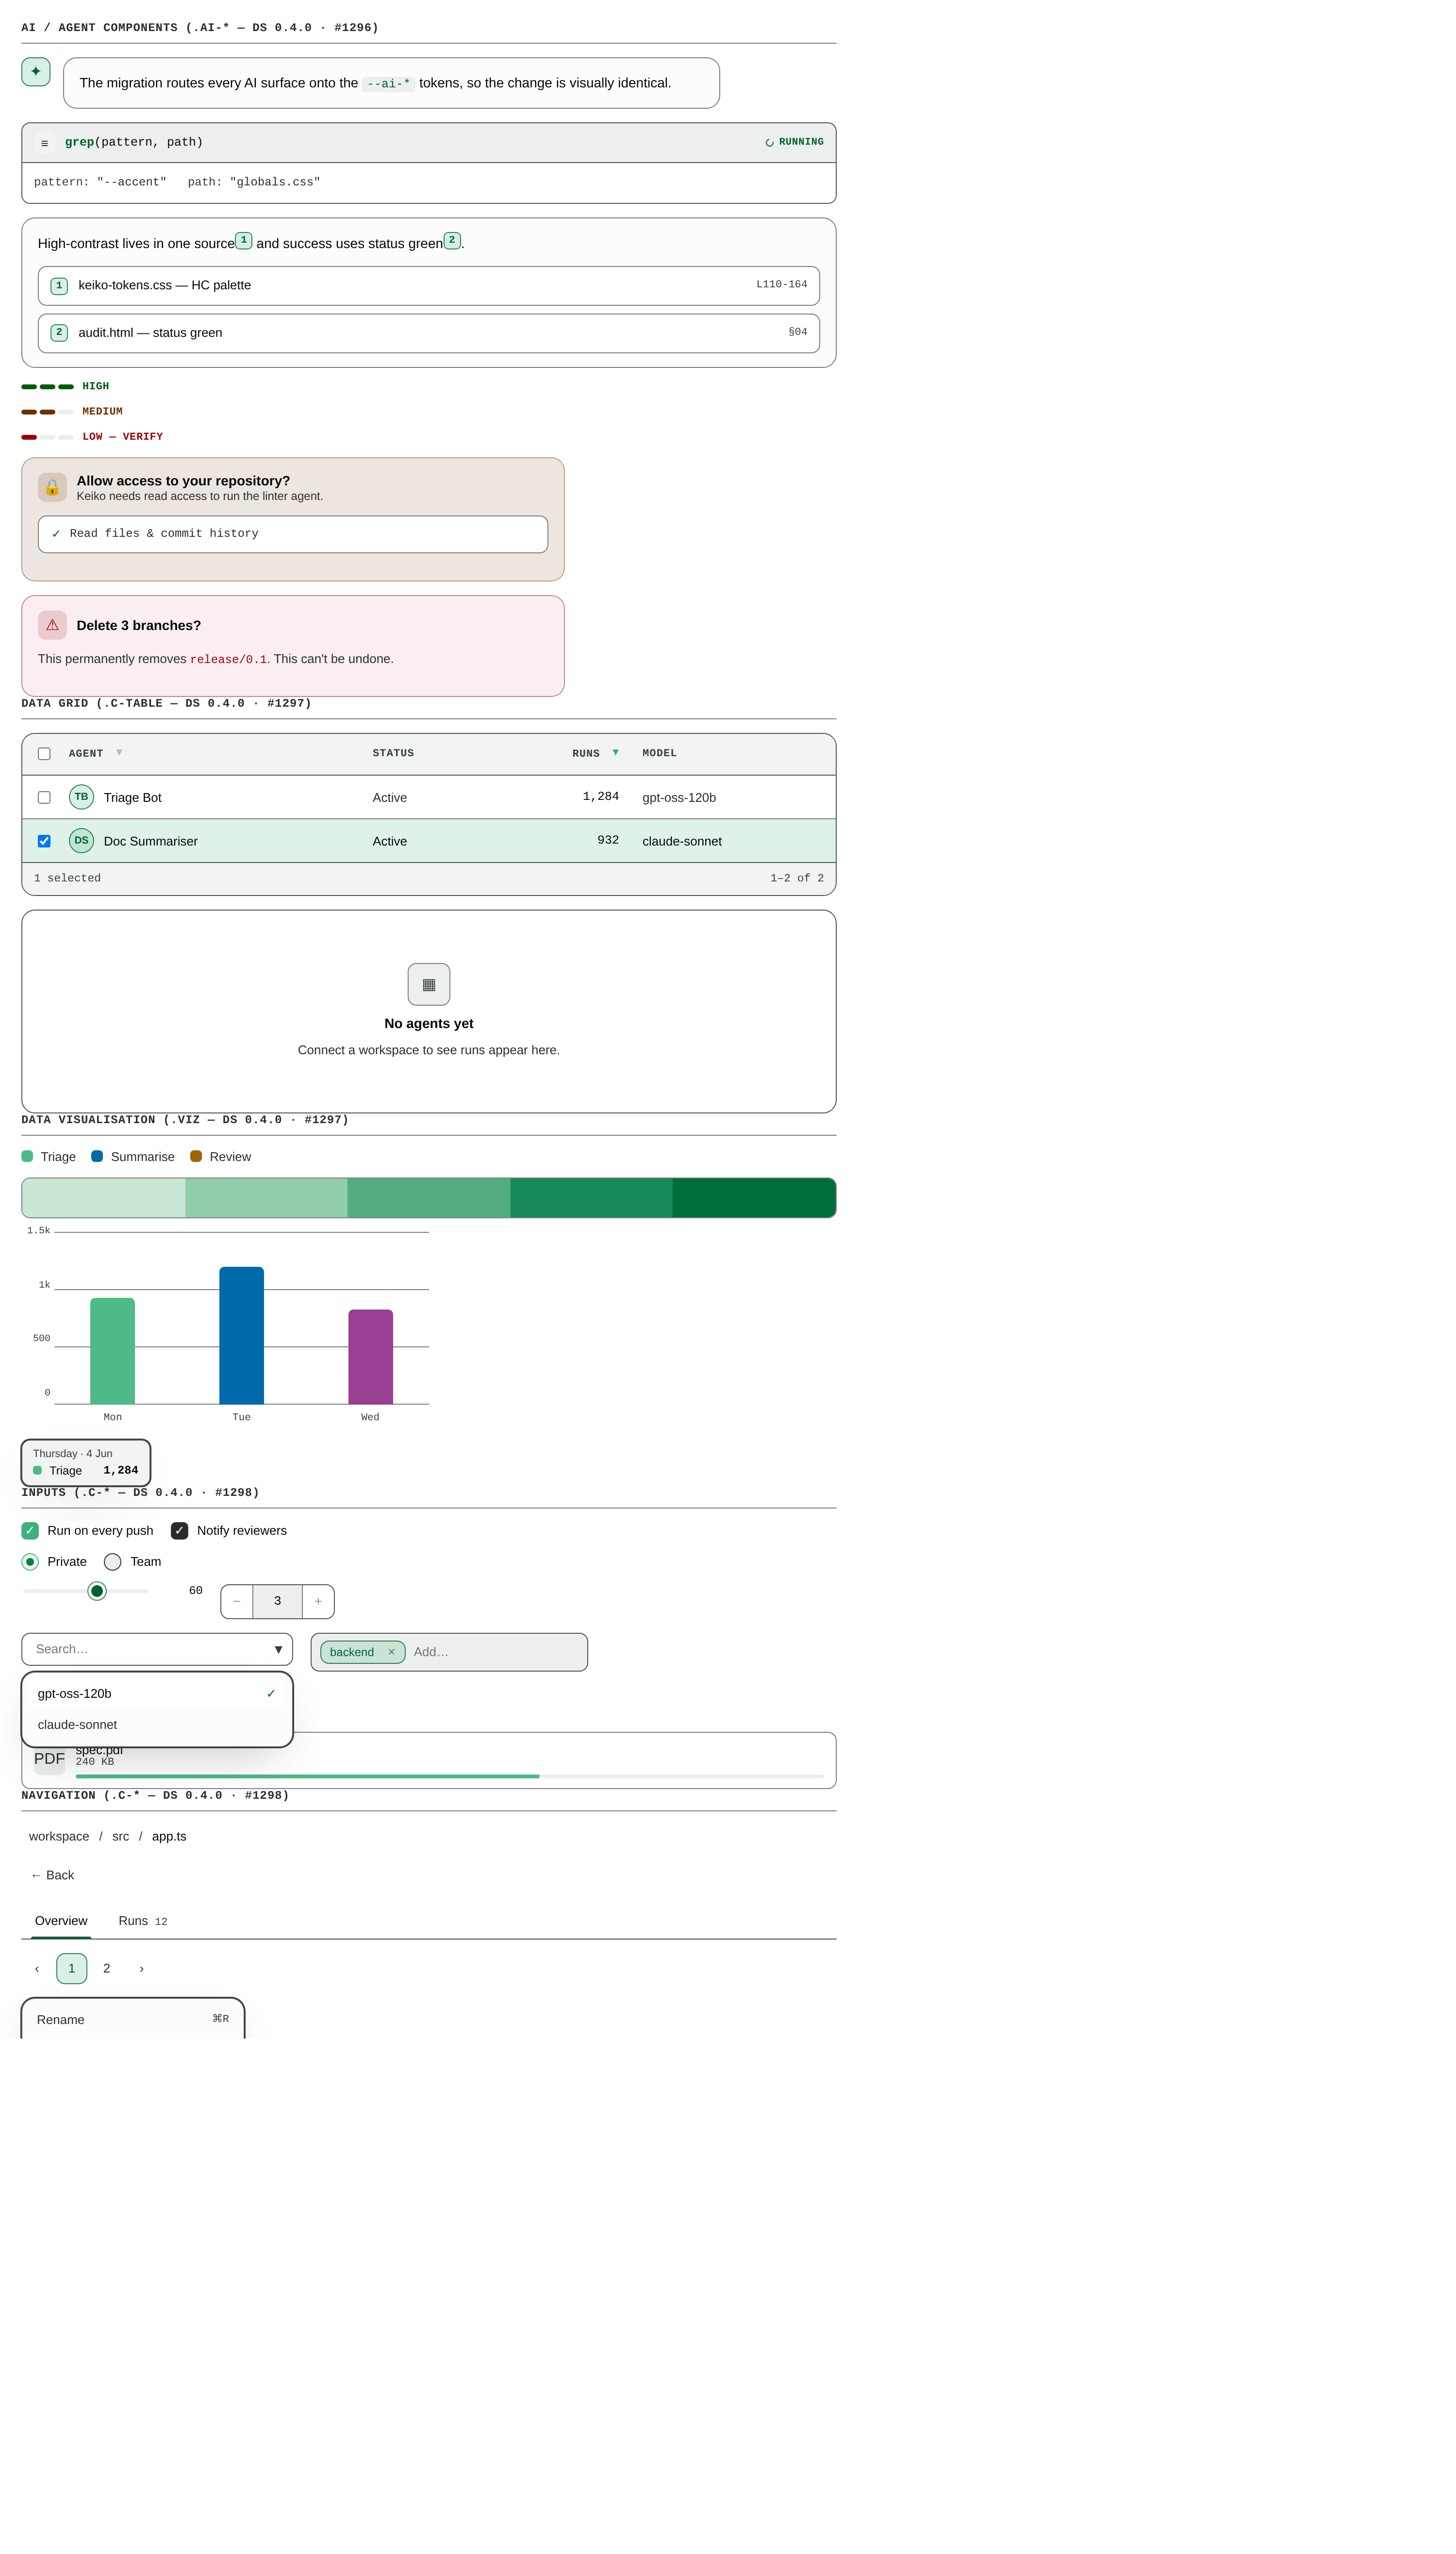 AI / AGENT COMPONENTS (.AI-* — DS 0.4.0 · #1296)
✦
The migration routes every AI surface onto the --ai-* tokens, so the change is visually identical.
≡ grep(pattern, path) RUNNING
pattern: "--accent" path: "globals.css"
High-contrast lives in one source 1 and success uses status green 2.
1 keiko-tokens.css — HC palette L110-164
2 audit.html — status green §04
HIGH
MEDIUM
LOW — VERIFY
Allow access to your repository?
Keiko needs read access to run the linter agent.
✓ Read files & commit history
⚠ Delete 3 branches?
This permanently removes release/0.1. This can't be undone.
DATA GRID (.C-TABLE — DS 0.4.0 · #1297)
AGENT ▼ STATUS RUNS ▼ MODEL
TB Triage Bot Active 1,284 gpt-oss-120b
DS Doc Summariser Active 932 claude-sonnet
1 selected 1–2 of 2
▦
No agents yet
Connect a workspace to see runs appear here.
DATA VISUALISATION (.VIZ — DS 0.4.0 · #1297)
Triage Summarise Review
1.5k
1k
500
0
Mon Tue Wed
Thursday · 4 Jun
Triage 1,284
INPUTS (.C-* — DS 0.4.0 · #1298)
✓ Run on every push ✓ Notify reviewers
Private Team
60 − 3 +
Search… ▼ backend × Add…
gpt-oss-120b ✓
claude-sonnet
PDF spec.pdf
240 KB
NAVIGATION (.C-* — DS 0.4.0 · #1298)
workspace / src / app.ts
← Back
Overview Runs 12
‹ 1 2 ›
Rename ⌘R